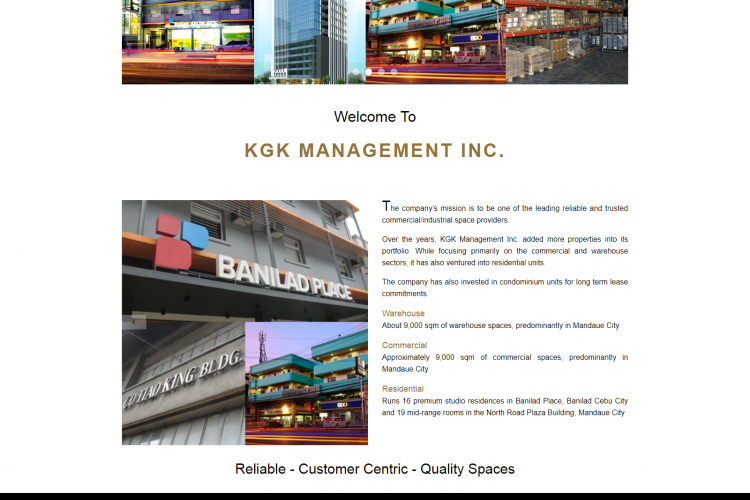 Welcome To
KGK MANAGEMENT INC.
BANILAD PLACE
CO TIAO KING BLDG.
BDO
The company's mission is to be one of the leading reliable and trusted
commercial/industrial space providers.
Over the years, KGK Management Inc. added more properties into its
portfolio. While focusing primarily on the commercial and warehouse
sectors, it has also ventured into residential units.
The company has also invested in condominium units for long term lease
commitments.
Warehouse
About 9,000 sqm of warehouse spaces, predominantly in Mandaue City.
Commercial
Approximately 9,000 sqm of commercial spaces, predominantly in
Mandaue City
Residential
Runs 16 premium studio residences in Banilad Place, Banilad Cebu City
and 19 mid-range rooms in the North Road Plaza Building, Mandaue City
Reliable - Customer Centric - Quality Spaces